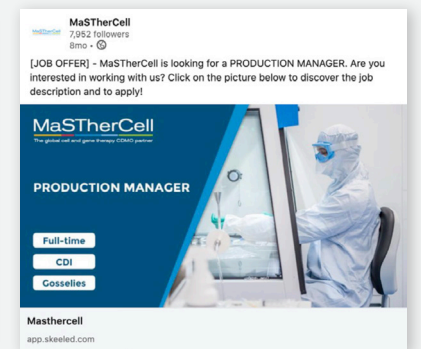 MaSTherCell
MaSTherCell
7,952 followers
8mo •
[JOB OFFER] - MaSTherCell is looking for a PRODUCTION MANAGER. Are you
interested in working with us? Click on the picture below to discover the job
description and to apply!
MaSTherCell
The global cell and gene therapy CDMO partner
PRODUCTION MANAGER
Full-time
CDI
Gosselies
Masthercell
app.skeeled.com